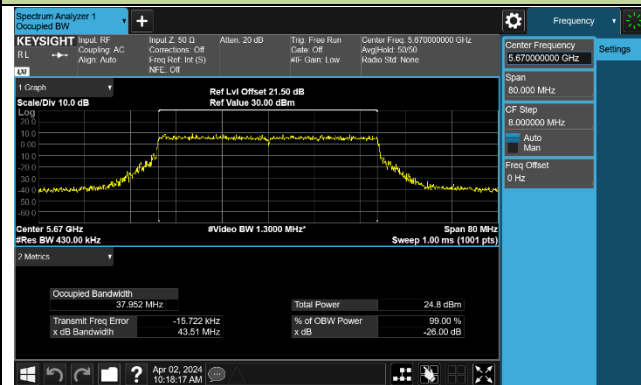 Spectrum Analyzer 1
Occupied BW
Frequency
KEYSIGHT
RL
LXI
Input: RF
Coupling: AC
Align: Auto
Input Z: 50 Ω
Corrections: Off
Freq Ref: Int (S)
NFE: Off
Atten: 20 dB
Trig: Free Run
Gate: Off
#IF Gain: Low
Center Freq: 5.670000000 GHz
Avg|Hold: 50/50
Radio Std: None
Center Frequency
5.670000000 GHz
Settings
Span
80.000 MHz
CF Step
8.000000 MHz
Auto
Man
Freq Offset
0 Hz
1 Graph
Scale/Div 10.0 dB
Ref Lvl Offset 21.50 dB
Ref Value 30.00 dBm
Log
20.0
10.0
0.00
-10.0
-20.0
-30.0
-40.0
-50.0
-60.0
Center 5.67 GHz
#Video BW 1.3000 MHz*
Span 80 MHz
#Res BW 430.00 kHz
Sweep 1.00 ms (1001 pts)
2 Metrics
Occupied Bandwidth
37.952 MHz
Total Power 24.8 dBm
Transmit Freq Error -15.722 kHz
% of OBW Power 99.00 %
x dB Bandwidth 43.51 MHz
x dB -26.00 dB
?
Apr 02, 2024
10:18:17 AM